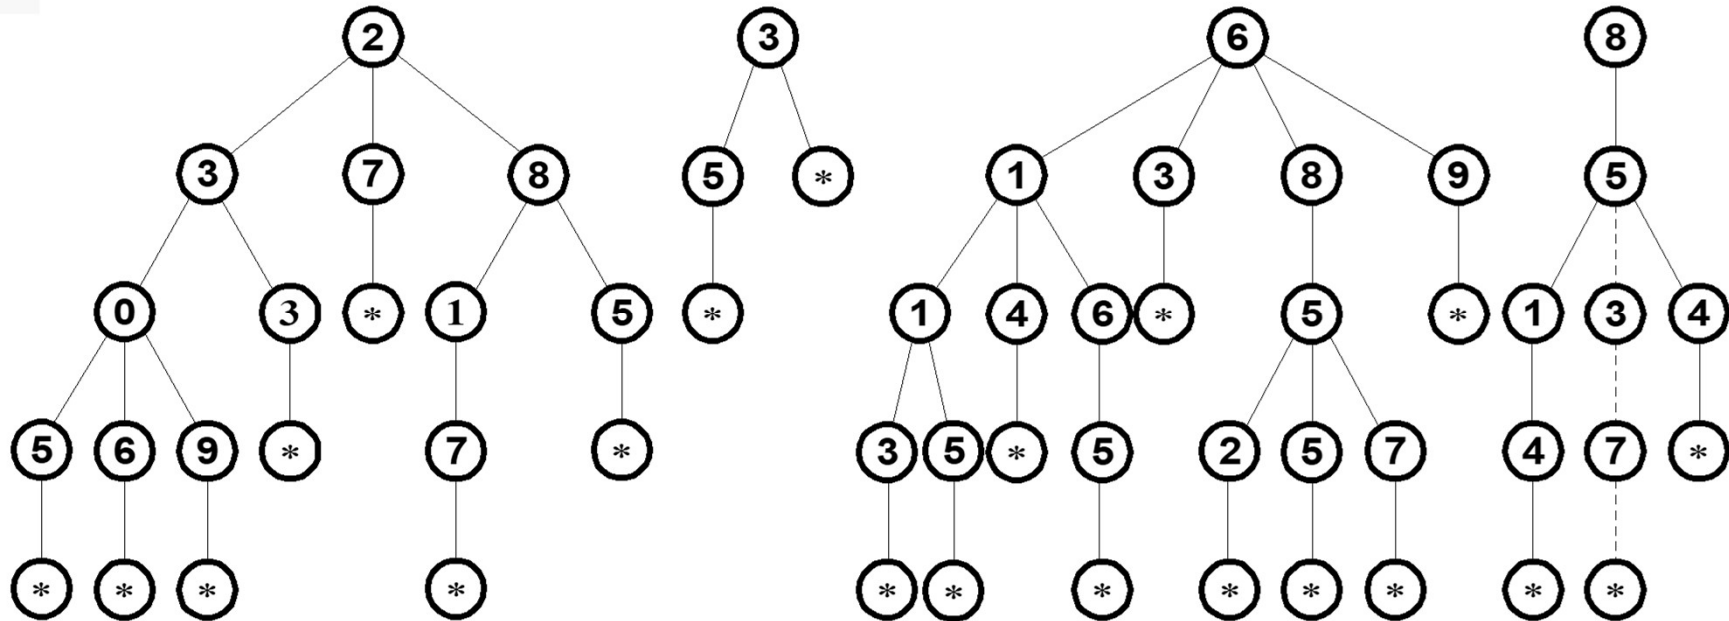 2 3 6 8
3 7 8 5 * 1 3 8 9 5
0 3 * 1 5 * 1 4 6 * 5 * 1 3 4
5 6 9 * 7 * 3 5 * 5 2 5 7 4 7 *
* * * * * * * * * * * *